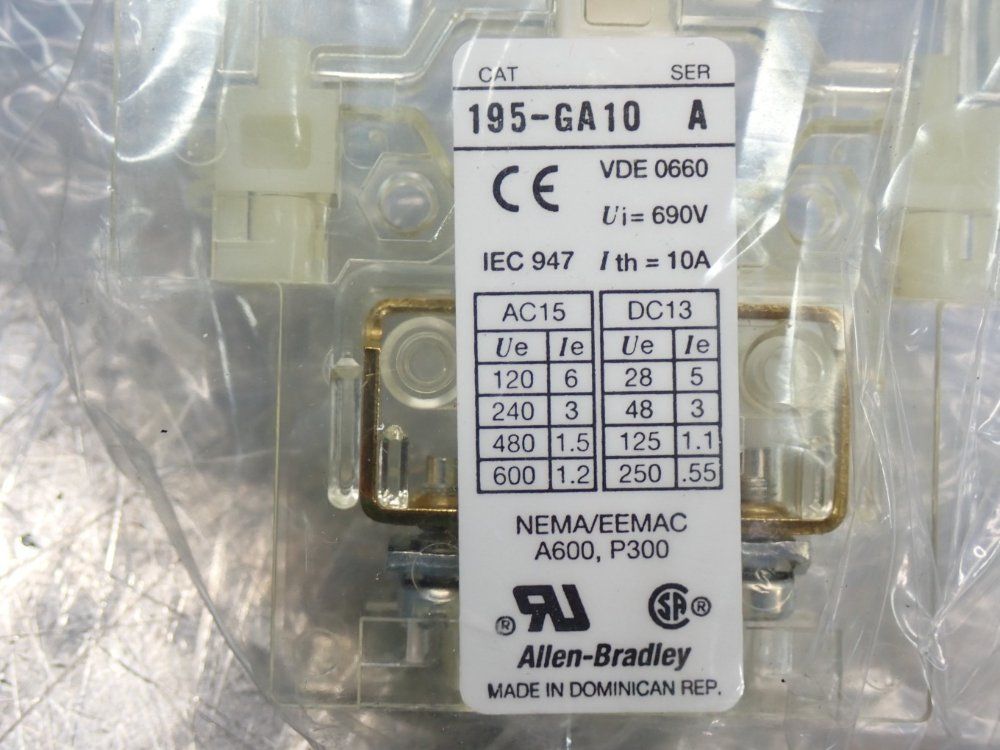 CAT SER
195-GA10 A
CE VDE 0660
Ui = 690V
IEC 947 Ith = 10A
AC15 DC13
Ue Ie Ue Ie
120 6 28 5
240 3 48 3
480 1.5 125 1.1
600 1.2 250 .55
NEMA/EEMAC
A600, P300
® RU SA ®
Allen-Bradley
MADE IN DOMINICAN REP.